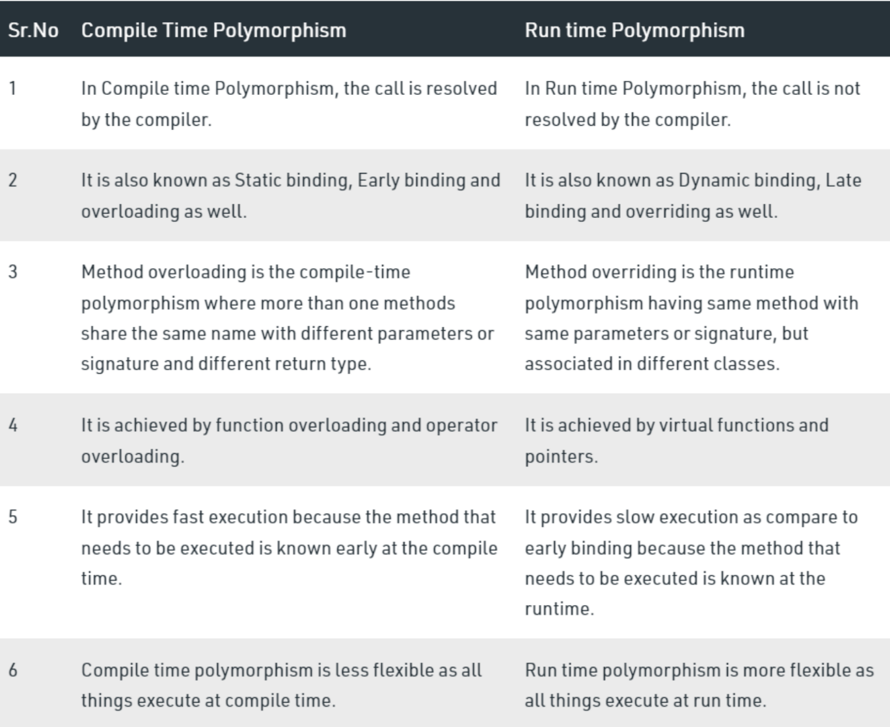 Sr.No Compile Time Polymorphism Run time Polymorphism
1 In Compile time Polymorphism, the call is resolved
by the compiler.
In Run time Polymorphism, the call is not
resolved by the compiler.
2 It is also known as Static binding, Early binding and
overloading as well.
It is also known as Dynamic binding, Late
binding and overriding as well.
3 Method overloading is the compile-time
polymorphism where more than one methods
share the same name with different parameters or
signature and different return type.
Method overriding is the runtime
polymorphism having same method with
same parameters or signature, but
associated in different classes.
4 It is achieved by function overloading and operator
overloading.
It is achieved by virtual functions and
pointers.
5 It provides fast execution because the method that
needs to be executed is known early at the compile
time.
It provides slow execution as compare to
early binding because the method that
needs to be executed is known at the
runtime.
6 Compile time polymorphism is less flexible as all
things execute at compile time.
Run time polymorphism is more flexible as
all things execute at run time.